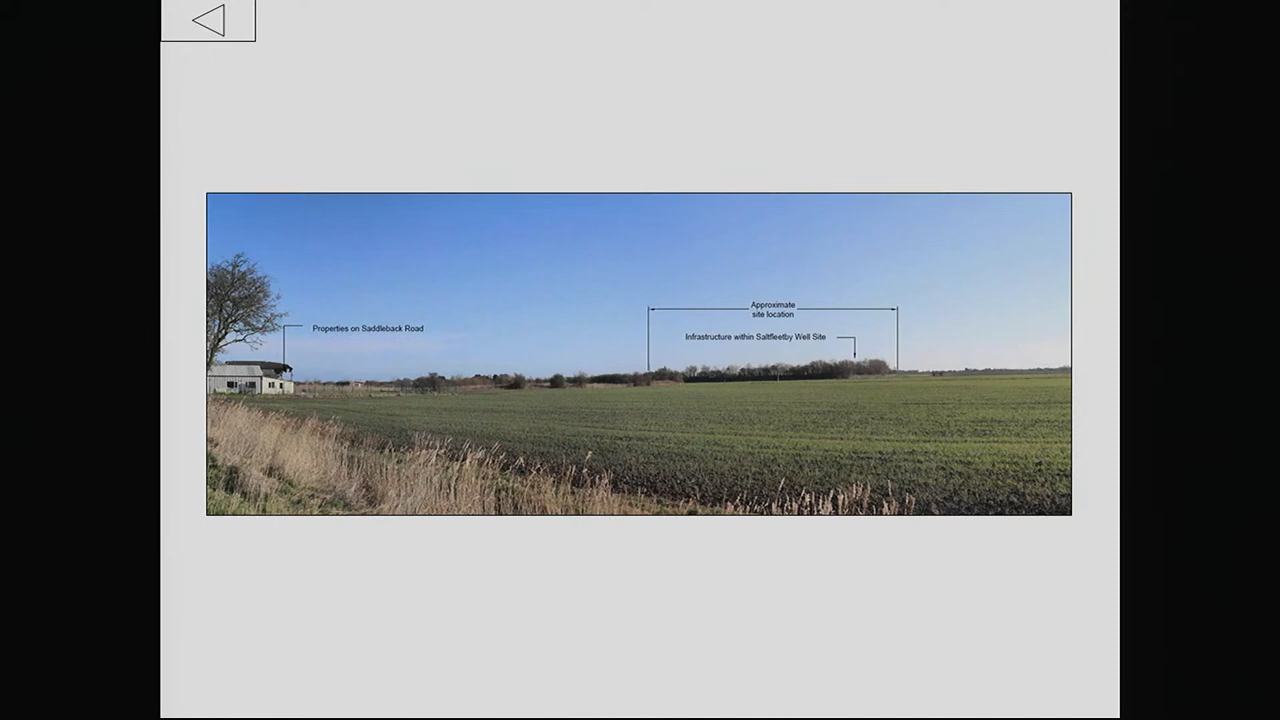 Approximate
site location
Properties on Saddleback Road
Infrastructure within Saltfleetby Well Site